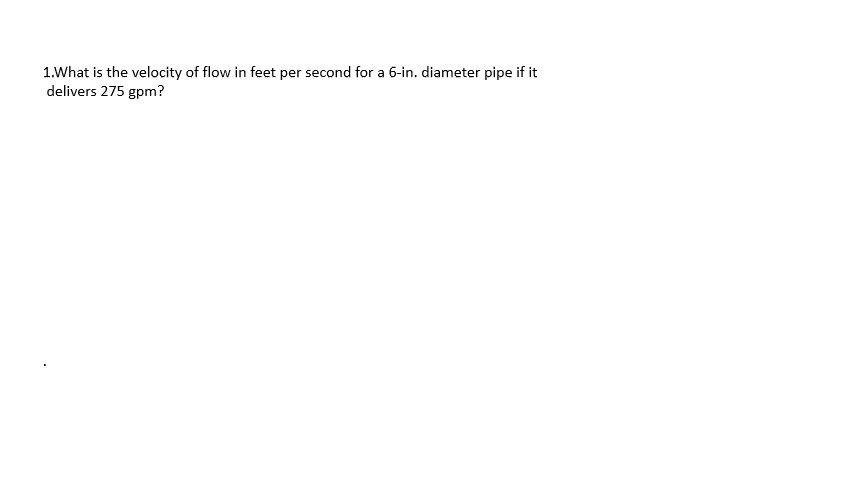 1.What is the velocity of flow in feet per second for a 6-in. diameter pipe if it
delivers 275 gpm?
.